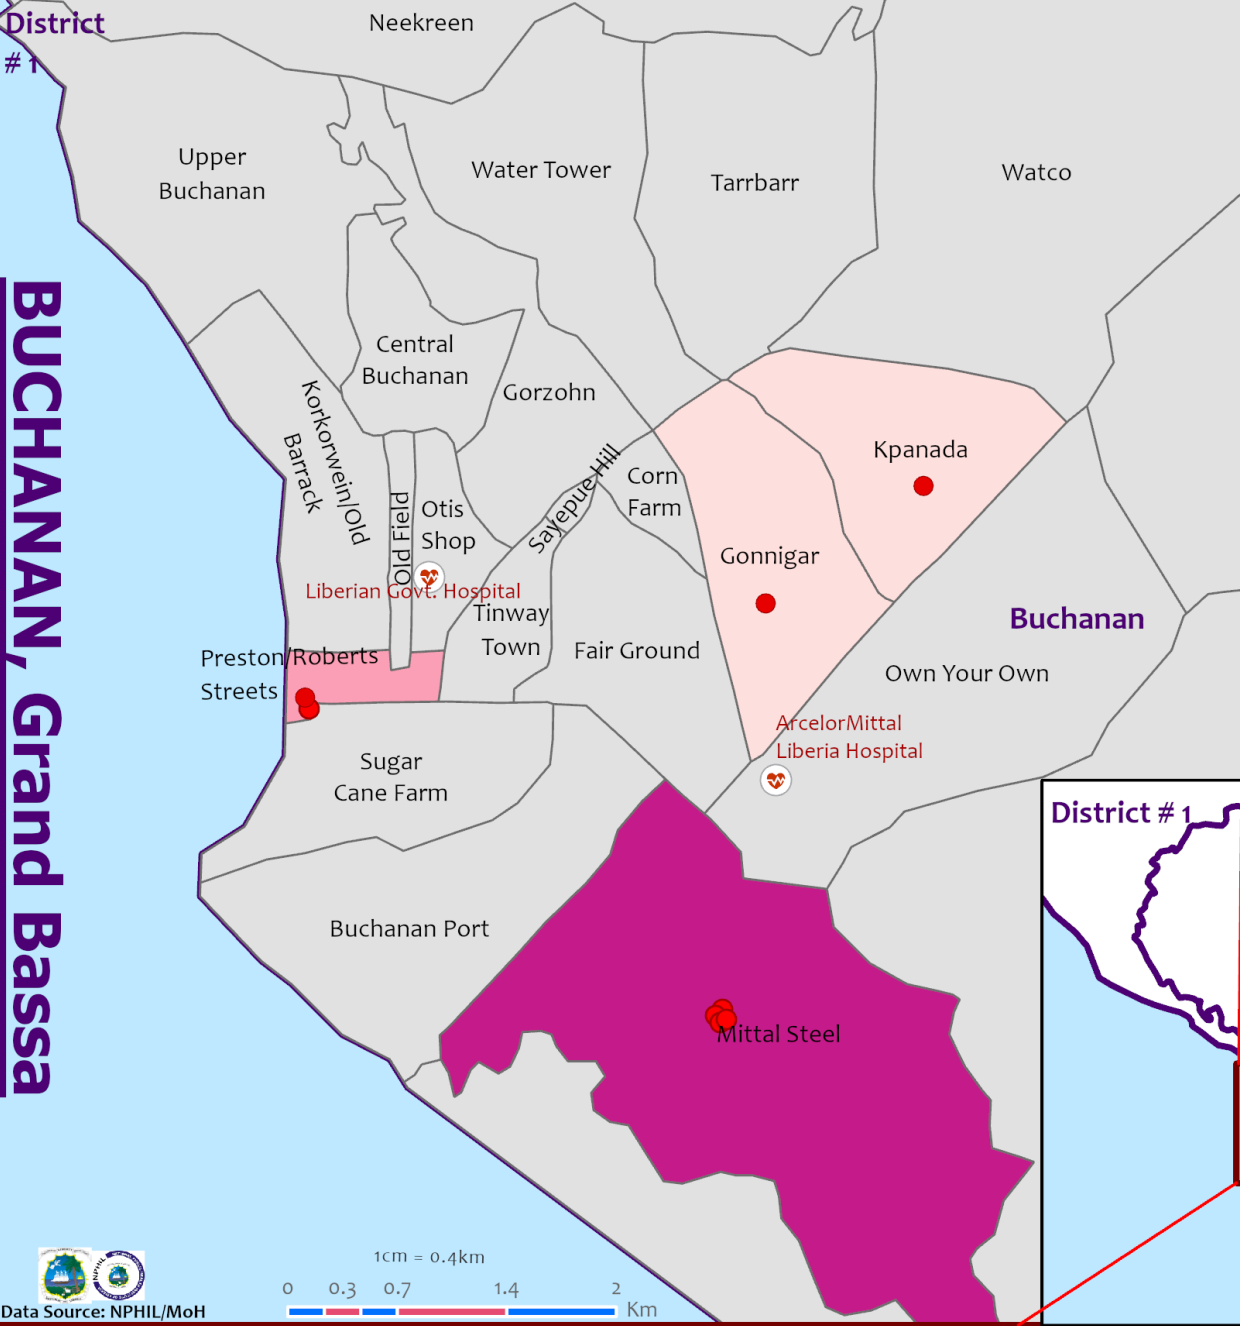 District
# 1
Neekreen
Upper
Buchanan
Water Tower
Tarrbarr
Watco
BUCHANAN, Grand Bassa
Central
Buchanan
Gorzohn
Korkorwein/Old
Barrack
Old Field
Otis
Shop
Sayepue Hill
Corn
Farm
Kpanada
Gonnigar
Liberian Govt. Hospital
Tinway
Town
Fair Ground
Buchanan
Own Your Own
Preston/Roberts
Streets
ArcelorMittal
Liberia Hospital
Sugar
Cane Farm
District # 1
Buchanan Port
Mittal Steel
1cm = 0.4km
0 0.3 0.7 1.4 2
Km
Data Source: NPHIL/MoH